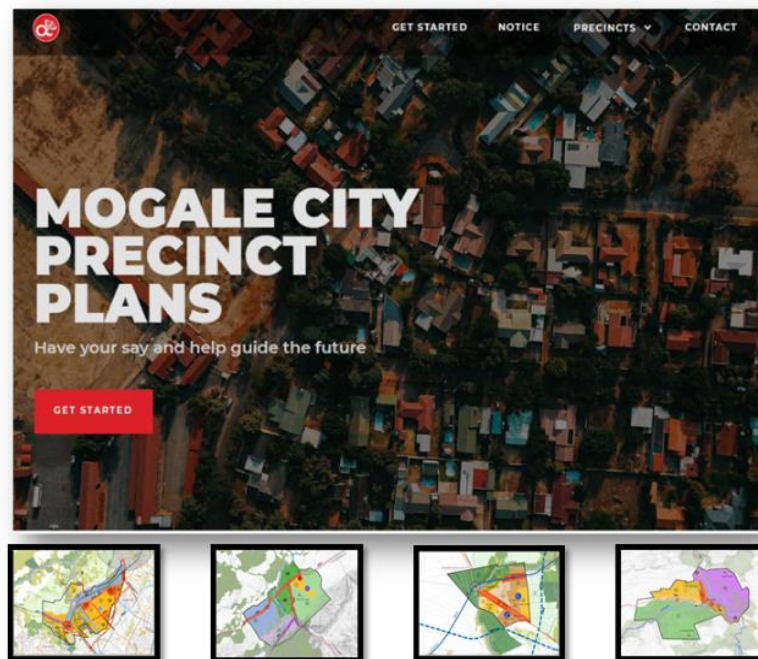 GET STARTED NOTICE PRECINCTS CONTACT
MOGALE CITY
PRECINCT
PLANS
Have your say and help guide the future
GET STARTED